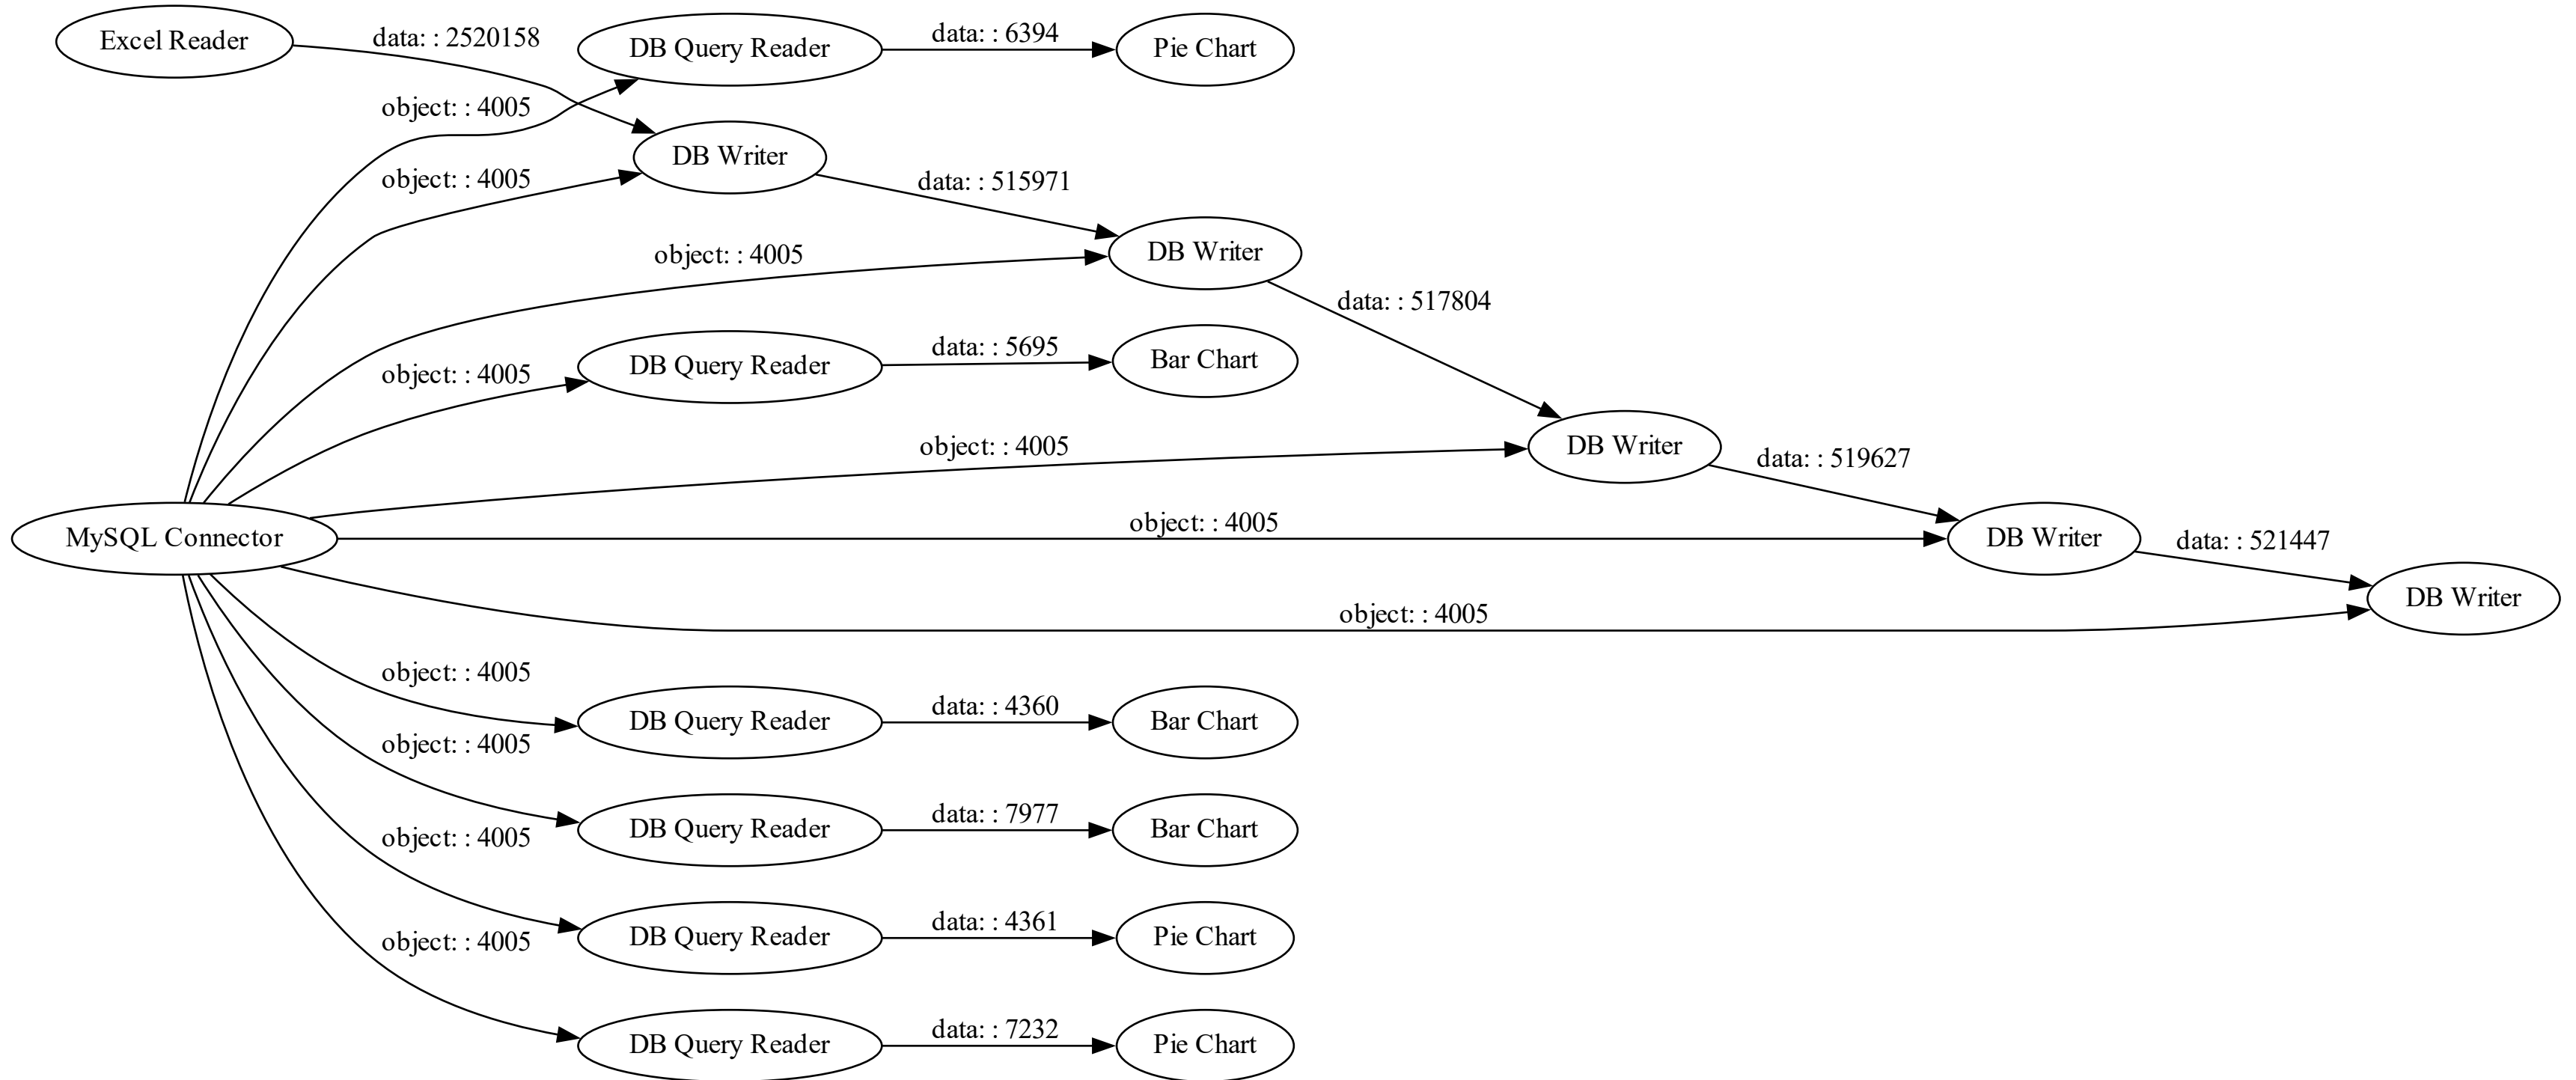 Excel Reader
data: : 2520158
DB Query Reader
data: : 6394
Pie Chart
object: : 4005
DB Writer
object: : 4005
data: : 515971
object: : 4005
DB Writer
data: : 517804
object: : 4005
DB Query Reader
data: : 5695
Bar Chart
object: : 4005
DB Writer
data: : 519627
MySQL Connector
object: : 4005
DB Writer
data: : 521447
object: : 4005
DB Writer
object: : 4005
DB Query Reader
data: : 4360
Bar Chart
object: : 4005
DB Query Reader
data: : 7977
Bar Chart
object: : 4005
DB Query Reader
data: : 4361
Pie Chart
object: : 4005
DB Query Reader
data: : 7232
Pie Chart